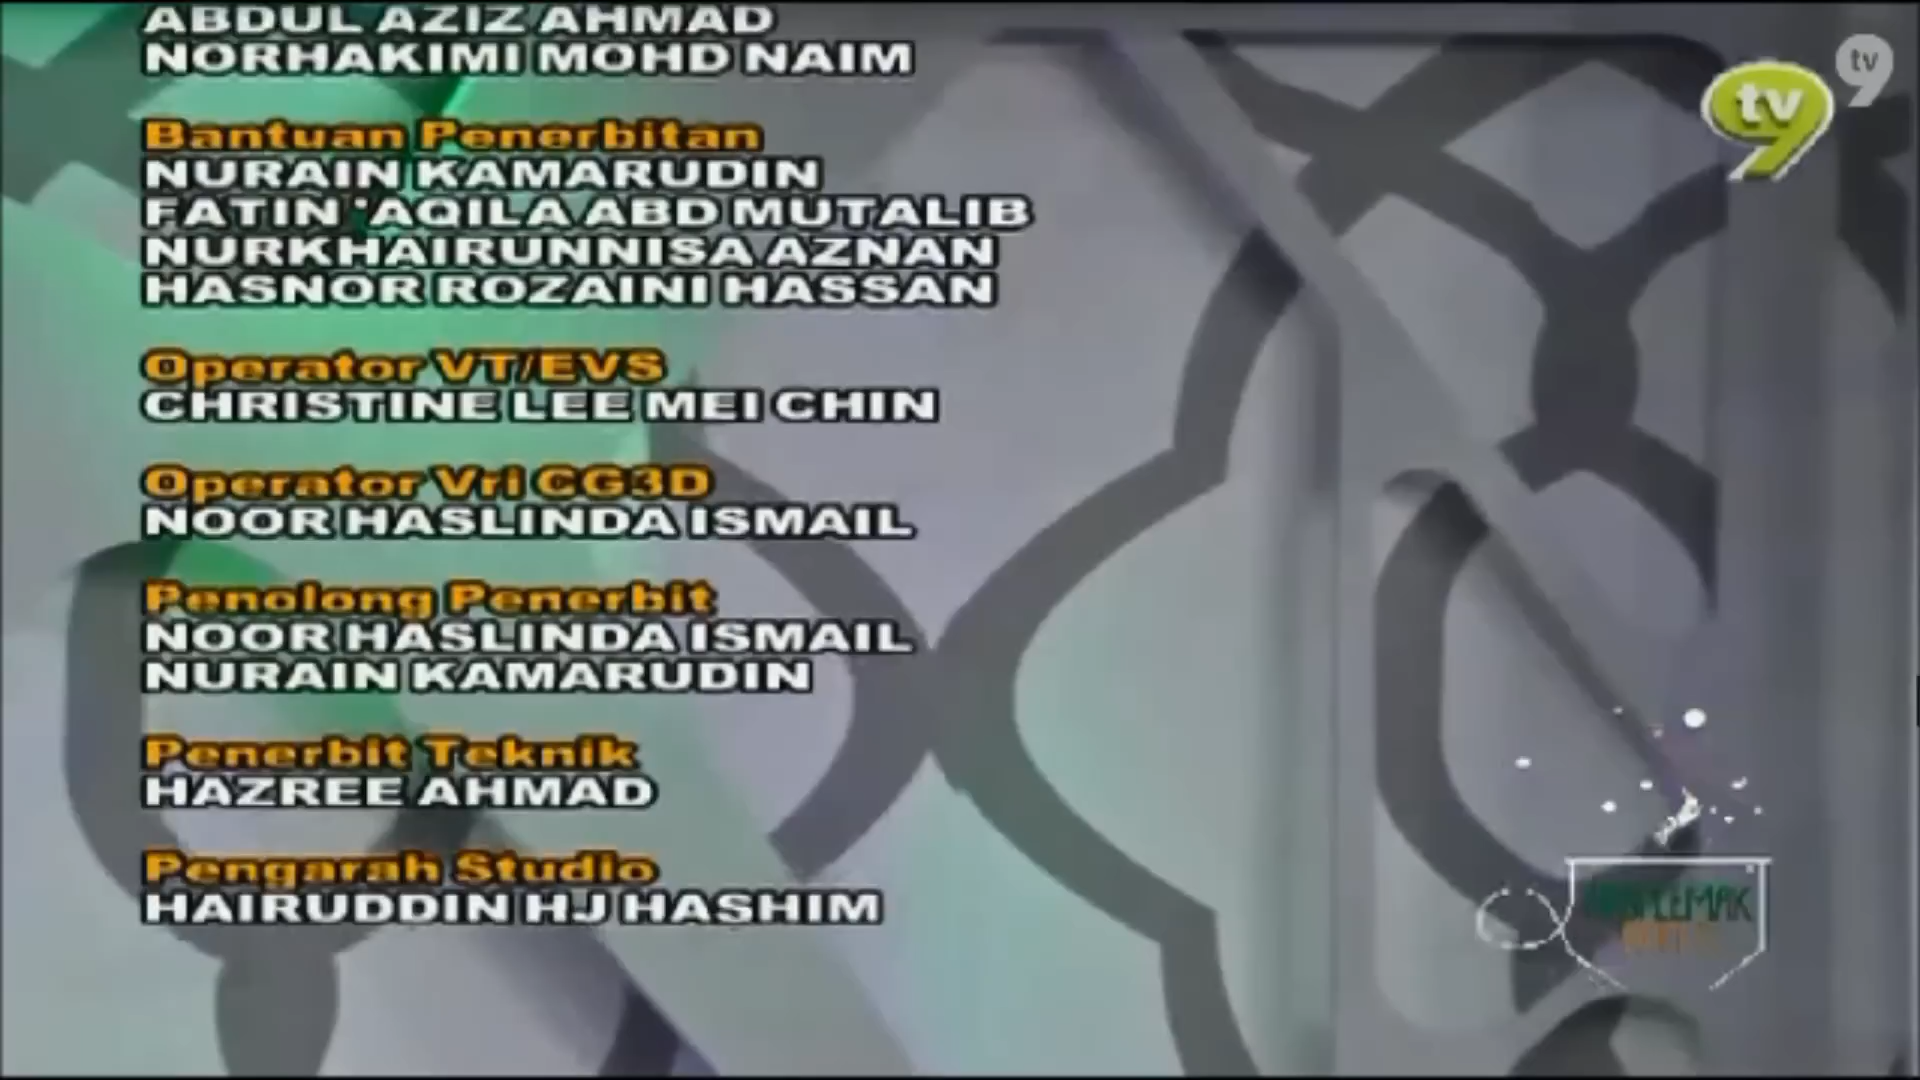 ABDUL AZIZ AHMAD
NORHAKIMI MOHD NAIM
Bantuan Penerbitan
NURAIN KAMARUDIN
FATIN 'AQILA ABD MUTALIB
NURKHAIRUNNISA AZNAN
HASNOR ROZAINI HASSAN
Operator VT/EVS
CHRISTINE LEE MEI CHIN
Operator Vri CG3D
NOOR HASLINDA ISMAIL
Penolong Penerbit
NOOR HASLINDA ISMAIL
NURAIN KAMARUDIN
Penerbit Teknik
HAZREE AHMAD
Pengarah Studio
HAIRUDDIN HJ HASHIM
tv9
tv9